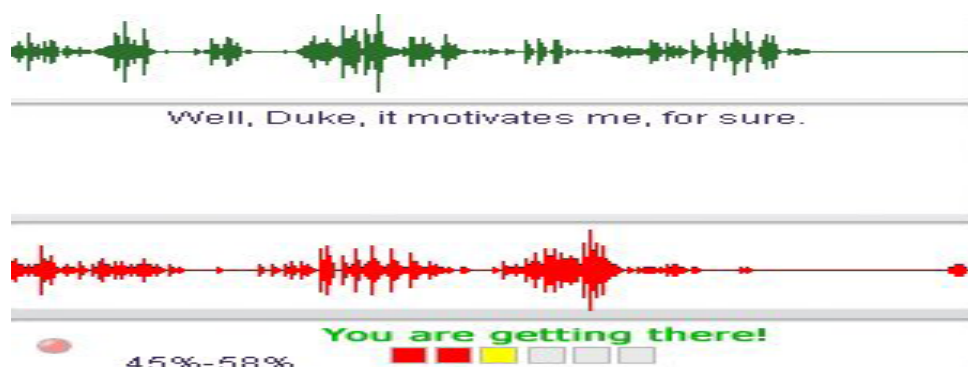 Well, Duke, it motivates me, for sure.
You are getting there!
45%-58%